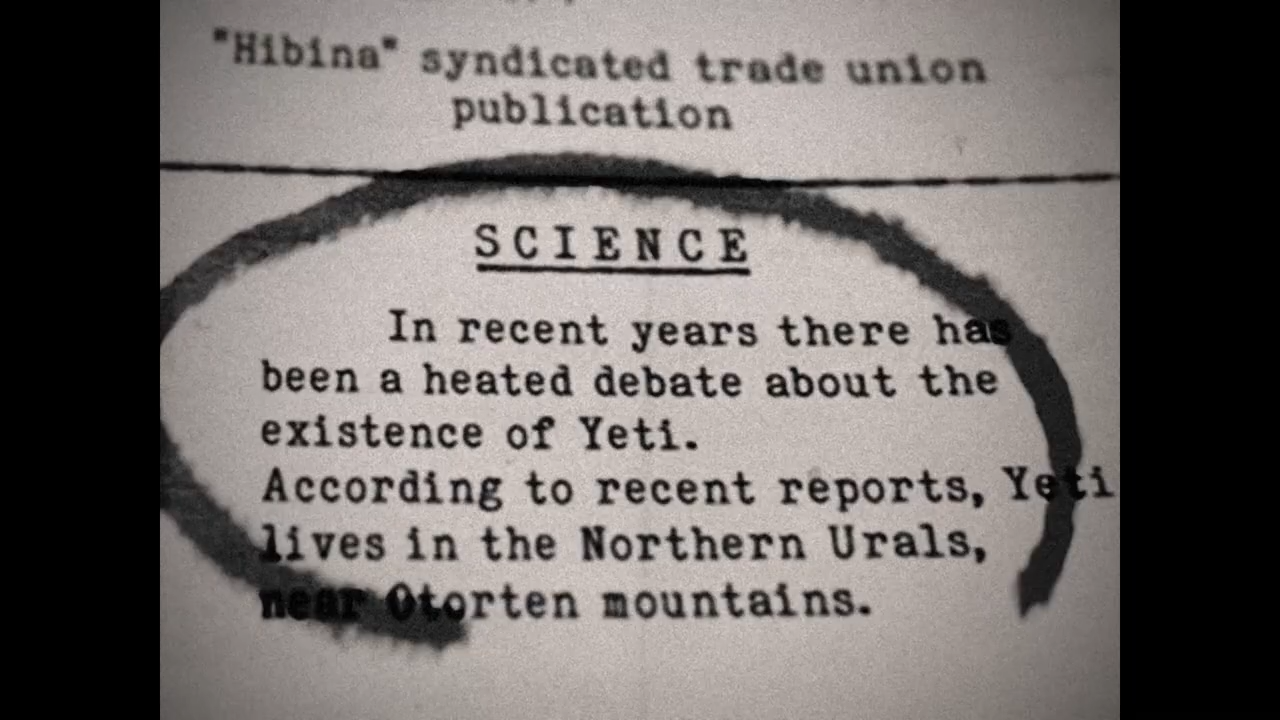 "Hibina" syndicated trade union
publication
SCIENCE
In recent years there has
been a heated debate about the
existence of Yeti.
According to recent reports, Yeti
lives in the Northern Urals,
near Otorten mountains.